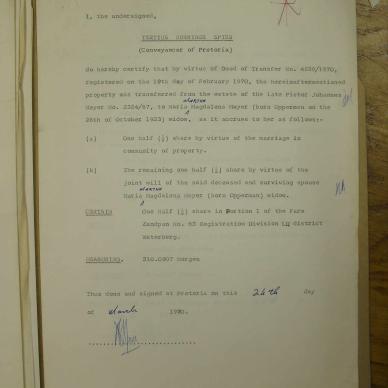 I, the undersigned,
TERTIUS SPIES
(Conveyancer of Pretoria)
do hereby certify that by virtue of Deed of Transfer No. 4230/1970,
registered on the 19th day of February 1970, the hereinaftermentioned
property was transferred from the estate of the Late Pieter Johannes
MARTHA
Meyer No. 2324/67, to Maria Magdalena Meyer (born Opperman on the
28th of October 1923) widow, as it accrues to her as follows:-
(a) One half (½) share by virtue of the marriage in
community of property.
(b) The remaining one half (½) share by virtue of the
joint will of the said deceased and surviving spouse
MARTHA
Maria Magdalena Meyer (born Opperman) widow.
CERTAIN One half (½) share in Portion 1 of the Farm
Zandpan No. 63 Registration Division district
Waterberg.
MEASURING. 310.0807 Morgen
Thus done and signed at Pretoria on this 26th day
of March 1970.